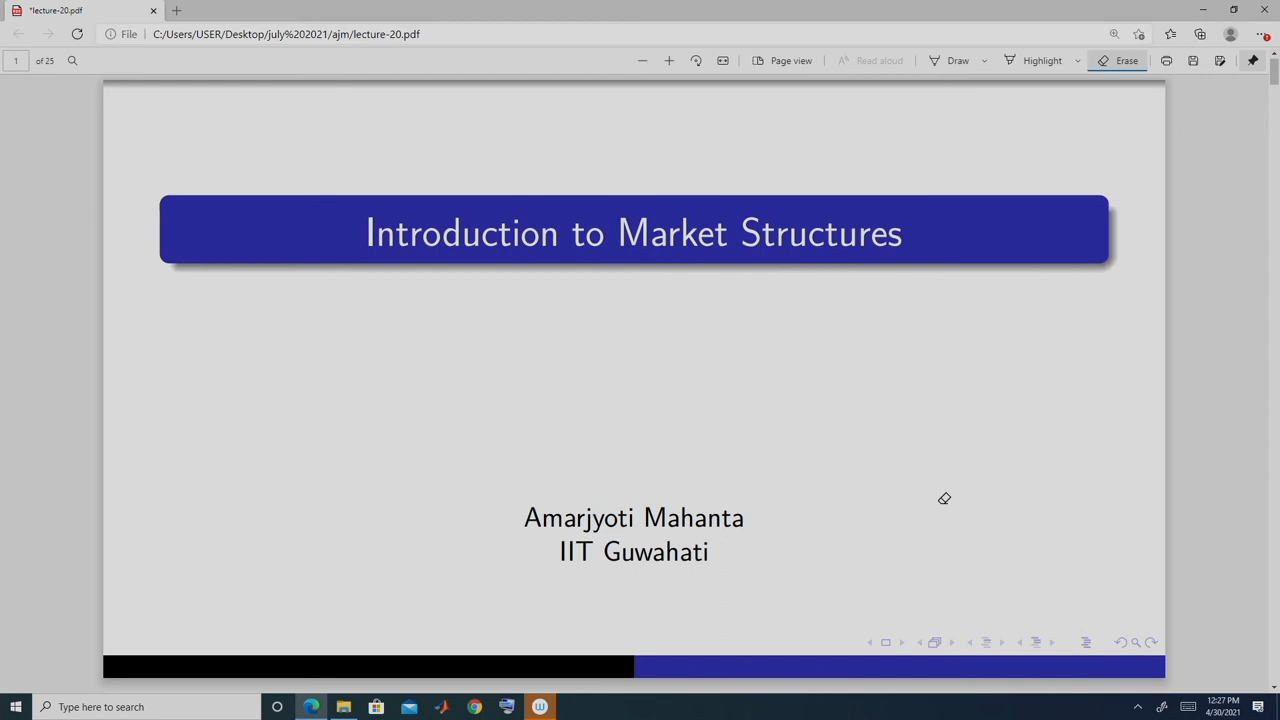 *lecture-20.pdf
File
C:/Users/USER/Desktop/july%202021/ajm/lecture-20.pdf
1 of 25
Page view
Read aloud
Draw
Highlight
Erase
Introduction to Market Structures
Amarjyoti Mahanta
IIT Guwahati
Type here to search
12:27 PM
4/30/2021